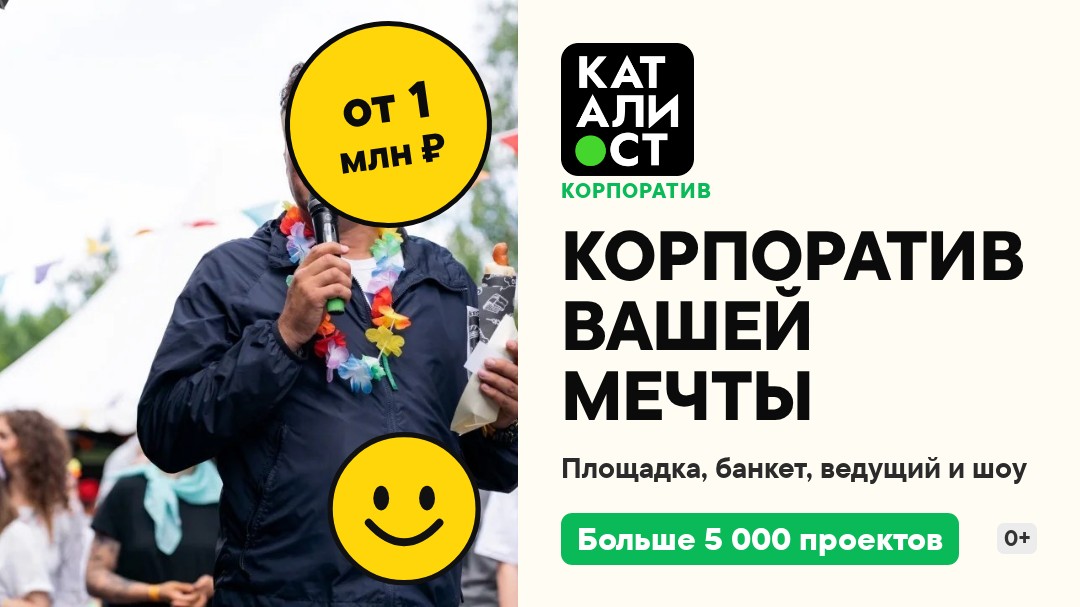 от 1
млн ₽
КАТ
АЛИ
СТ
КОРПОРАТИВ
КОРПОРАТИВ
ВАШЕЙ
МЕЧТЫ
Площадка, банкет, ведущий и шоу
Больше 5 000 проектов
0+